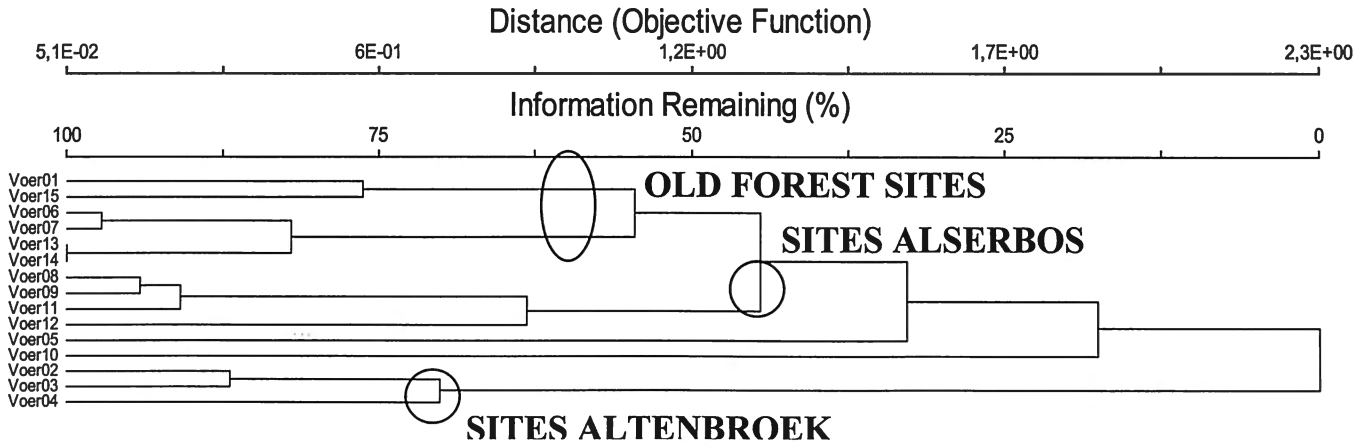 Distance (Objective Function)
5,1E-02 6E-01 1,2E+00 1,7E+00 2,3E+00
Information Remaining (%)
100 75 50 25 0
Voer01
Voer15
Voer06
Voer07
Voer13
Voer14
Voer08
Voer09
Voer11
Voer12
Voer05
Voer10
Voer02
Voer03
Voer04
OLD FOREST SITES
SITES ALSERBOS
SITES ALTENBROEK